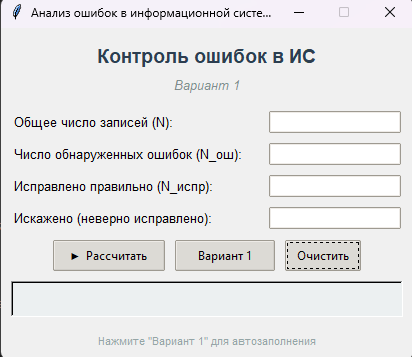 Анализ ошибок в информационной систе...
Контроль ошибок в ИС
Вариант 1
Общее число записей (N):
Число обнаруженных ошибок (N_ош):
Исправлено правильно (N_испр):
Искажено (неверно исправлено):
► Рассчитать Вариант 1 Очистить
Нажмите "Вариант 1" для автозаполнения